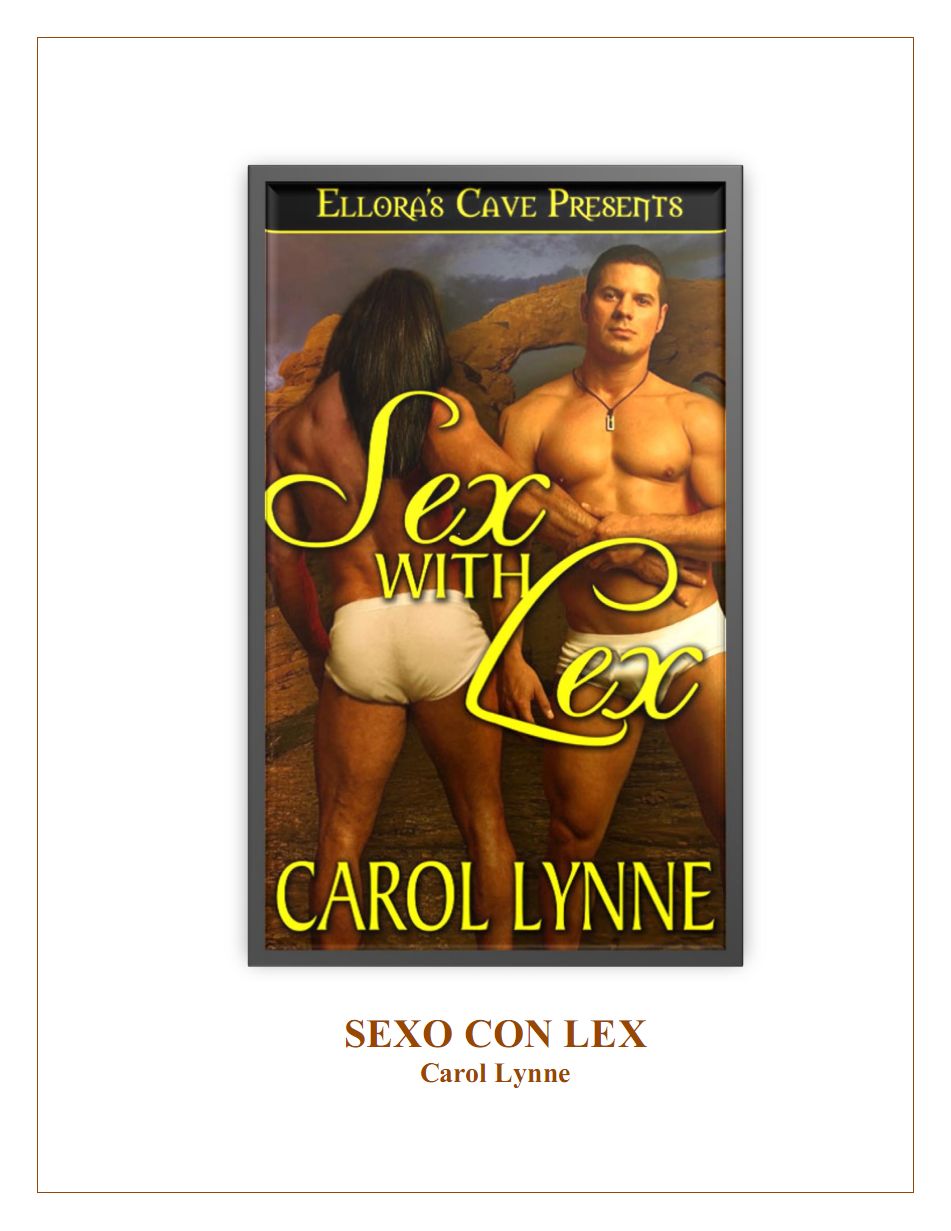 ELLORA'S CAVE PRESENTS
Sex
WITH
Lex
CAROL LYNNE
SEXO CON LEX
Carol Lynne